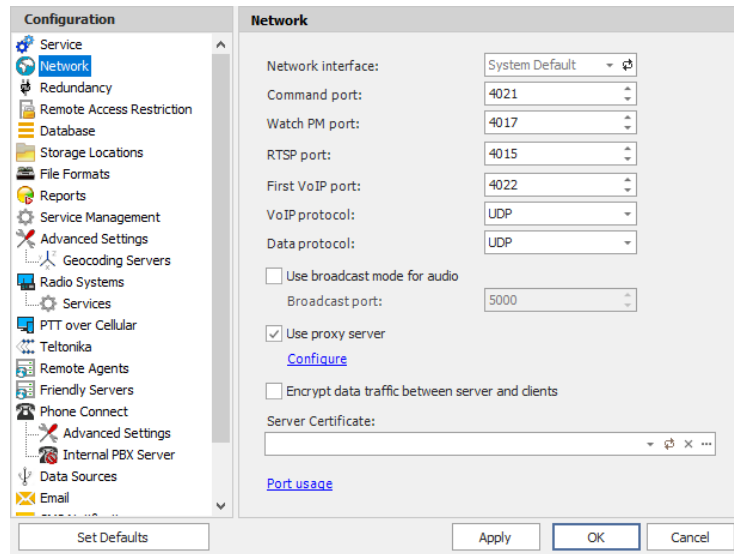 Configuration
Service
Network
Redundancy
Remote Access Restriction
Database
Storage Locations
File Formats
Reports
Service Management
Advanced Settings
Geocoding Servers
Radio Systems
Services
PTT over Cellular
Teltonika
Remote Agents
Friendly Servers
Phone Connect
Advanced Settings
Internal PBX Server
Data Sources
Email
Set Defaults
Network
Network interface: System Default
Command port: 4021
Watch PM port: 4017
RTSP port: 4015
First VoIP port: 4022
VoIP protocol: UDP
Data protocol: UDP
Use broadcast mode for audio
Broadcast port: 5000
Use proxy server
Configure
Encrypt data traffic between server and clients
Server Certificate:
Port usage
Apply OK Cancel